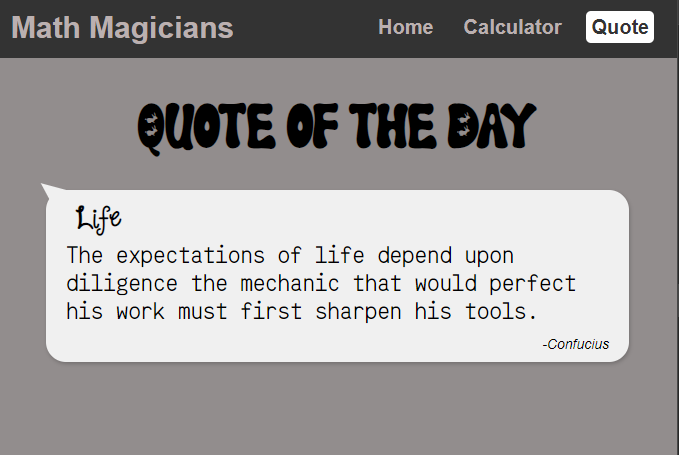 Math Magicians
Home Calculator Quote
QUOTE OF THE DAY
Life
The expectations of life depend upon
diligence the mechanic that would perfect
his work must first sharpen his tools.
-Confucius